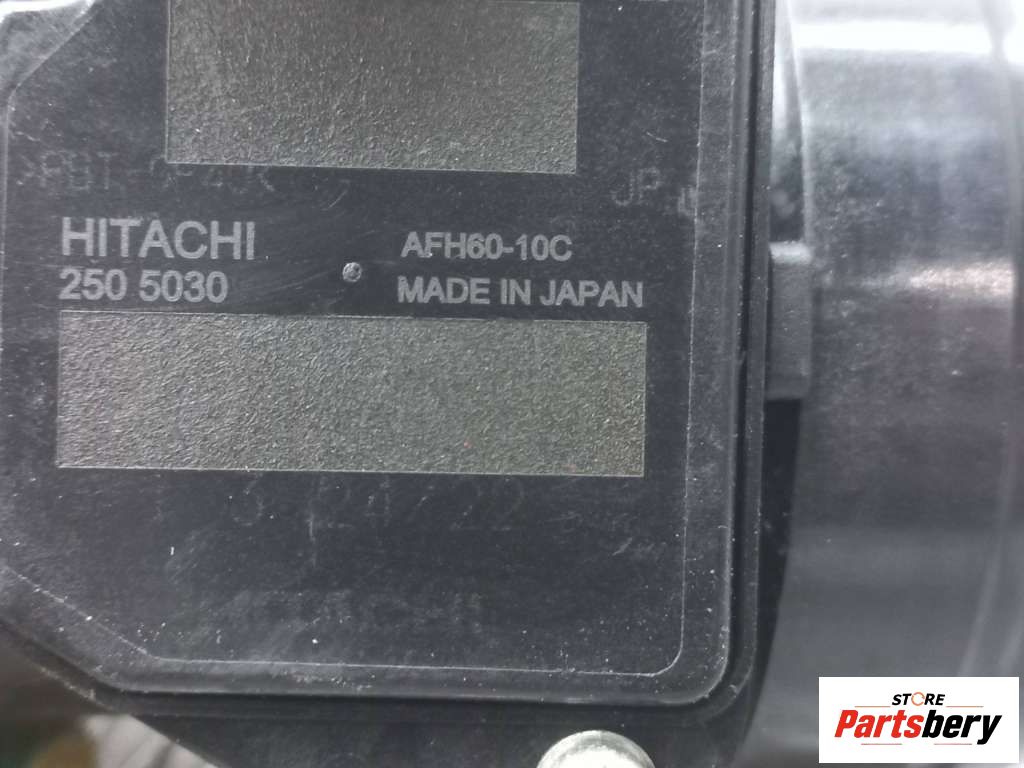 HITACHI
AFH60-10C
250 5030
MADE IN JAPAN
STORE
Partsbery